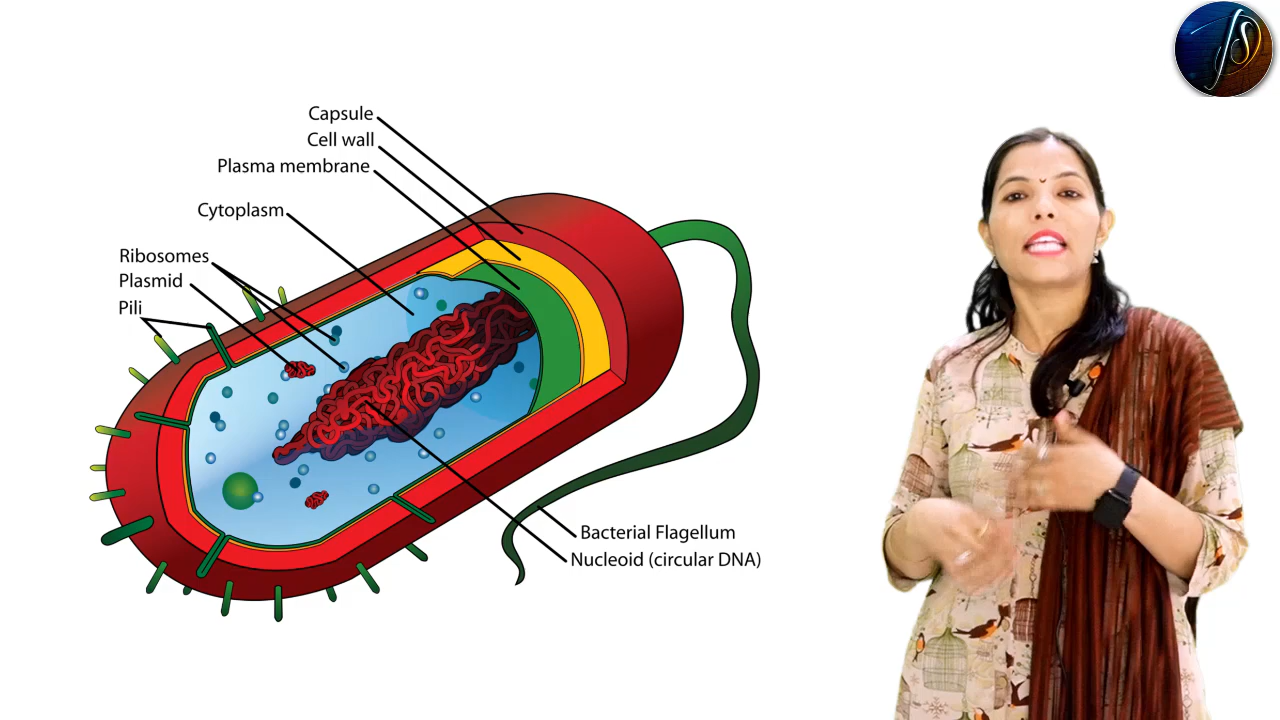 Capsule
Cell wall
Plasma membrane
Cytoplasm
Ribosomes
Plasmid
Pili
Bacterial Flagellum
Nucleoid (circular DNA)